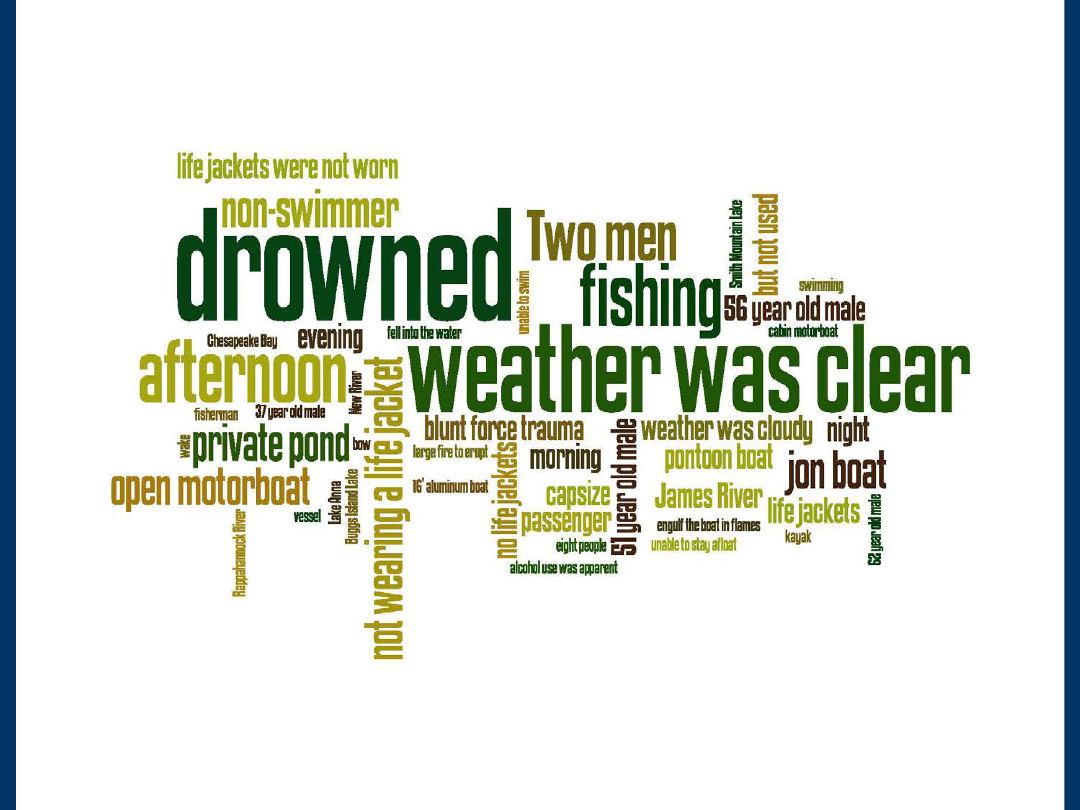 life jackets were not worn
non-swimmer
drowned
Two men
Smith Mountain Lake
but not used
unable to swim
fishing
swimming
56 year old male
cabin motorboat
Chesapeake Bay
evening
fell into the water
afternoon
weather was clear
New River
not wearing a life jacket
fisherman
37 year old male
wake
private pond
bow
blunt force trauma
51 year old male
weather was cloudy
night
large fire to erupt
no life jackets
morning
pontoon boat
jon boat
open motorboat
Lake Anna
Buggs Island Lake
16' aluminum boat
capsize
James River
life jackets
62 year old male
Rappahannock River
vessel
passenger
engulf the boat in flames
kayak
eight people
unable to stay afloat
alcohol use was apparent